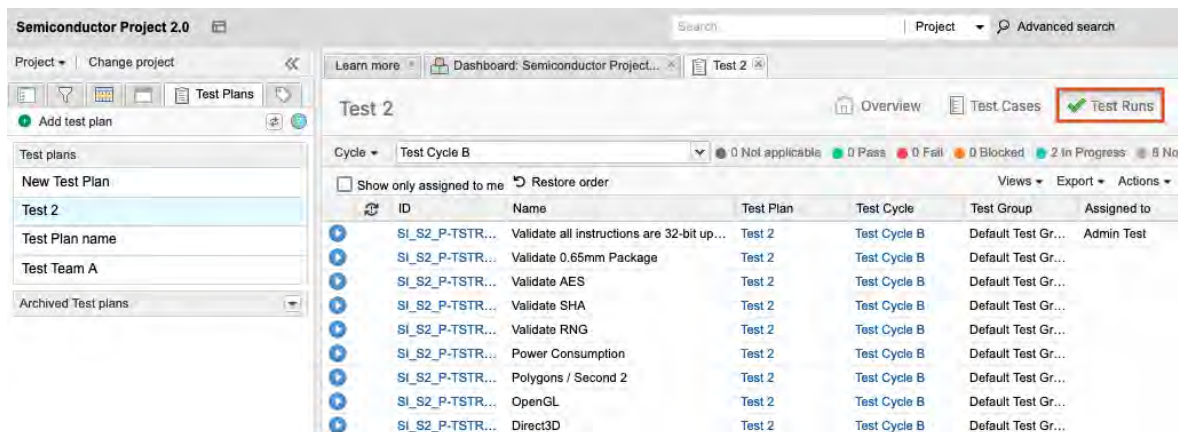 Semiconductor Project 2.0
Search
Project
Advanced search
Project
Change project
Learn more
Dashboard: Semiconductor Project...
Test 2
Test Plans
Add test plan
Test 2
Overview
Test Cases
Test Runs
Test plans
Cycle
Test Cycle B
0 Not applicable
0 Pass
0 Fail
0 Blocked
2 In Progress
8 No
New Test Plan
Test 2
Test Plan name
Test Team A
Archived Test plans
Show only assigned to me
Restore order
Views
Export
Actions
ID Name Test Plan Test Cycle Test Group Assigned to
SI_S2_P-TSTR... Validate all instructions are 32-bit up... Test 2 Test Cycle B Default Test Gr... Admin Test
SI_S2_P-TSTR... Validate 0.65mm Package Test 2 Test Cycle B Default Test Gr...
SI_S2_P-TSTR... Validate AES Test 2 Test Cycle B Default Test Gr...
SI_S2_P-TSTR... Validate SHA Test 2 Test Cycle B Default Test Gr...
SI_S2_P-TSTR... Validate RNG Test 2 Test Cycle B Default Test Gr...
SI_S2_P-TSTR... Power Consumption Test 2 Test Cycle B Default Test Gr...
SI_S2_P-TSTR... Polygons / Second 2 Test 2 Test Cycle B Default Test Gr...
SI_S2_P-TSTR... OpenGL Test 2 Test Cycle B Default Test Gr...
SI_S2_P-TSTR... Direct3D Test 2 Test Cycle B Default Test Gr...